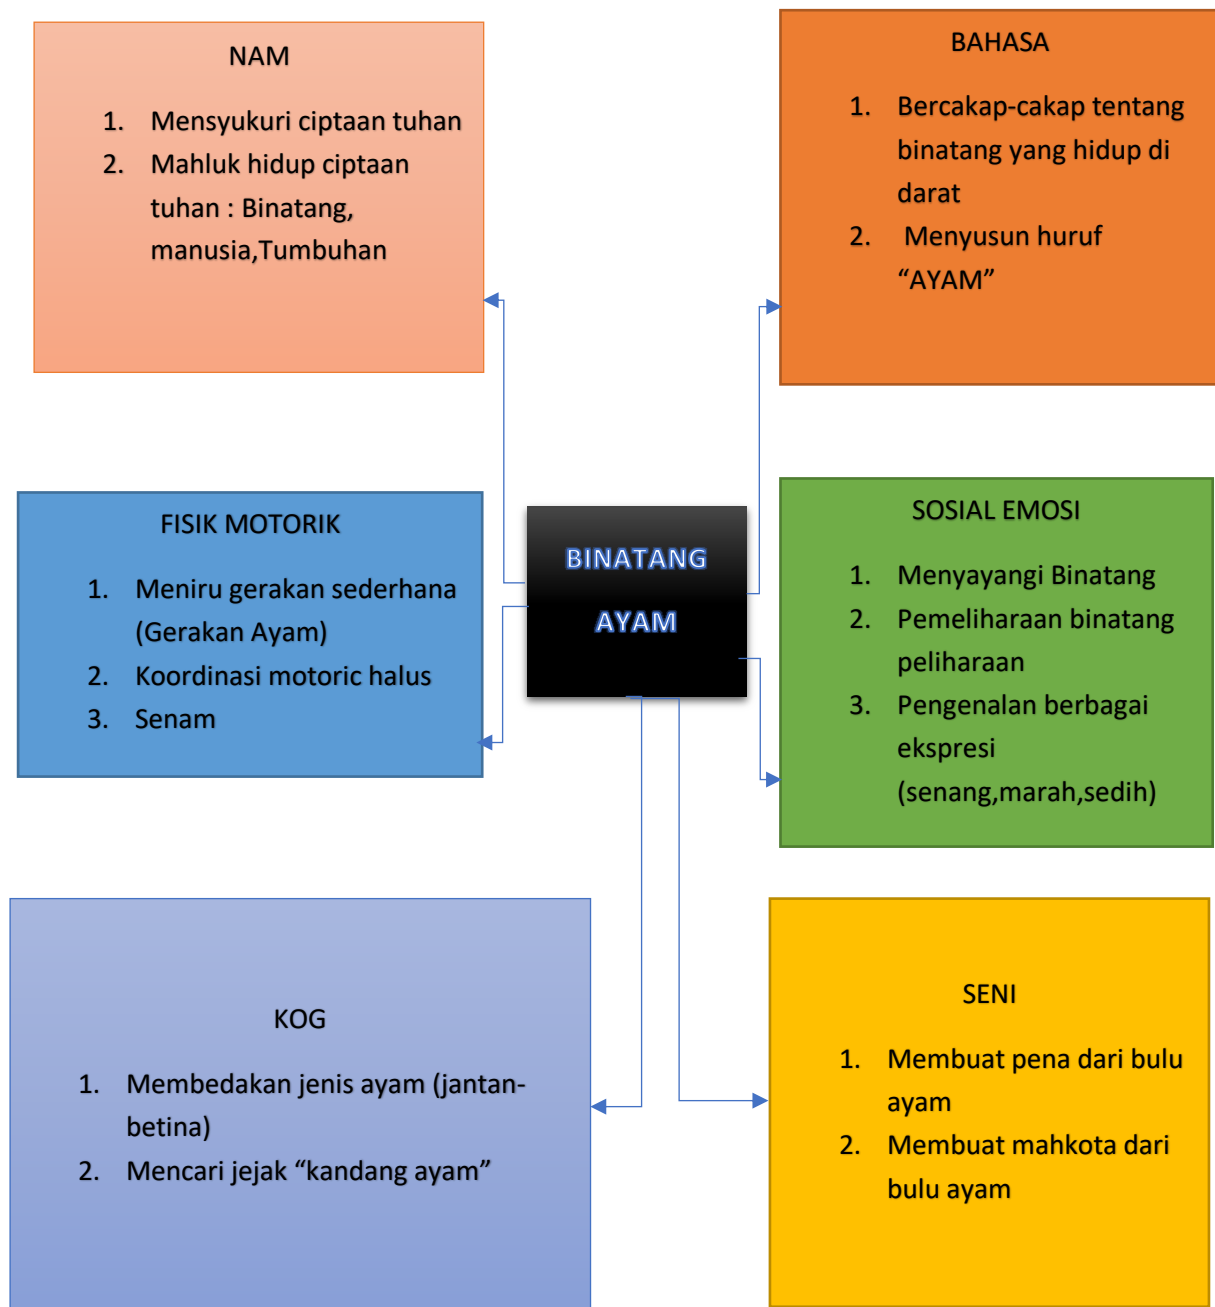 NAM
1. Mensyukuri ciptaan tuhan
2. Mahluk hidup ciptaan
tuhan : Binatang,
manusia,Tumbuhan
BAHASA
1. Bercakap-cakap tentang
binatang yang hidup di
darat
2. Menyusun huruf
“AYAM”
FISIK MOTORIK
1. Meniru gerakan sederhana
(Gerakan Ayam)
2. Koordinasi motoric halus
3. Senam
BINATANG
AYAM
SOSIAL EMOSI
1. Menyayangi Binatang
2. Pemeliharaan binatang
peliharaan
3. Pengenalan berbagai
ekspresi
(senang,marah,sedih)
KOG
1. Membedakan jenis ayam (jantan-
betina)
2. Mencari jejak “kandang ayam”
SENI
1. Membuat pena dari bulu
ayam
2. Membuat mahkota dari
bulu ayam